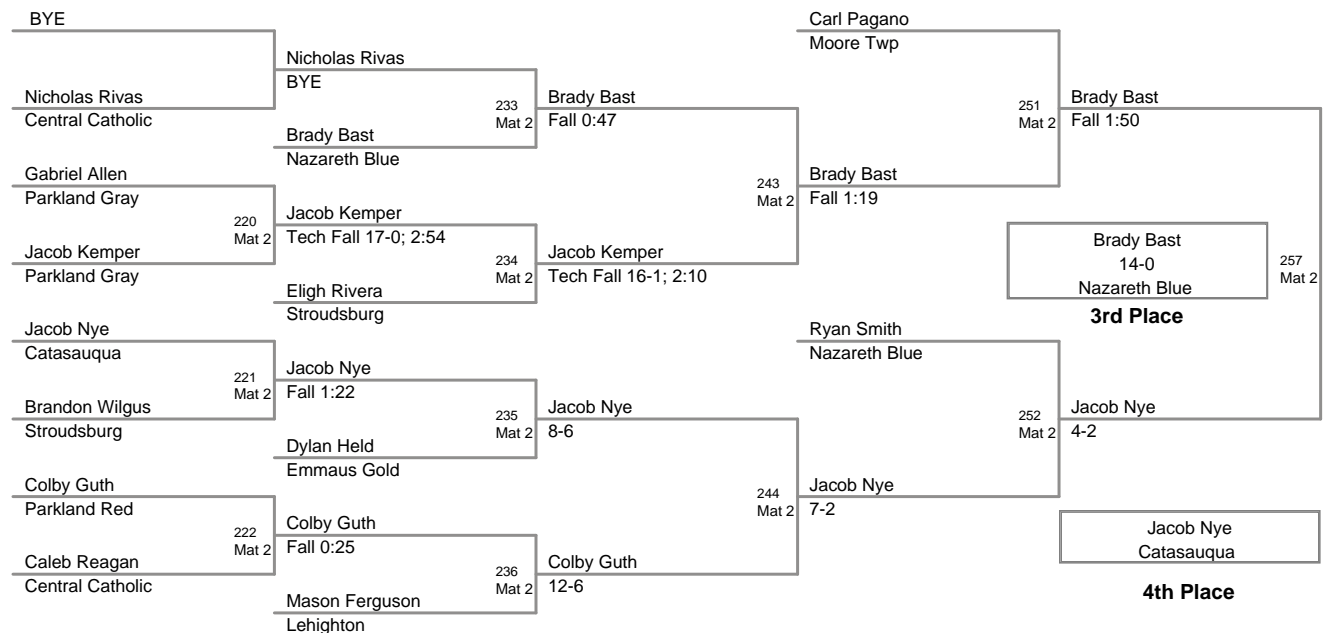 BYE
Nicholas Rivas
Central Catholic
Gabriel Allen
Parkland Gray
Jacob Kemper
Parkland Gray
Jacob Nye
Catasauqua
Brandon Wilgus
Stroudsburg
Colby Guth
Parkland Red
Caleb Reagan
Central Catholic
Nicholas Rivas
BYE
Brady Bast
Nazareth Blue
220
Mat 2
Jacob Kemper
Tech Fall 17-0; 2:54
Eligh Rivera
Stroudsburg
221
Mat 2
Jacob Nye
Fall 1:22
Dylan Held
Emmaus Gold
222
Mat 2
Colby Guth
Fall 0:25
Mason Ferguson
Lehighton
233
Mat 2
Brady Bast
Fall 0:47
234
Mat 2
Jacob Kemper
Tech Fall 16-1; 2:10
235
Mat 2
Jacob Nye
8-6
236
Mat 2
Colby Guth
12-6
Carl Pagano
Moore Twp
243
Mat 2
Brady Bast
Fall 1:19
Ryan Smith
Nazareth Blue
244
Mat 2
Jacob Nye
7-2
251
Mat 2
Brady Bast
Fall 1:50
252
Mat 2
Jacob Nye
4-2
257
Mat 2
Brady Bast
14-0
Nazareth Blue
3rd Place
Jacob Nye
Catasauqua
4th Place